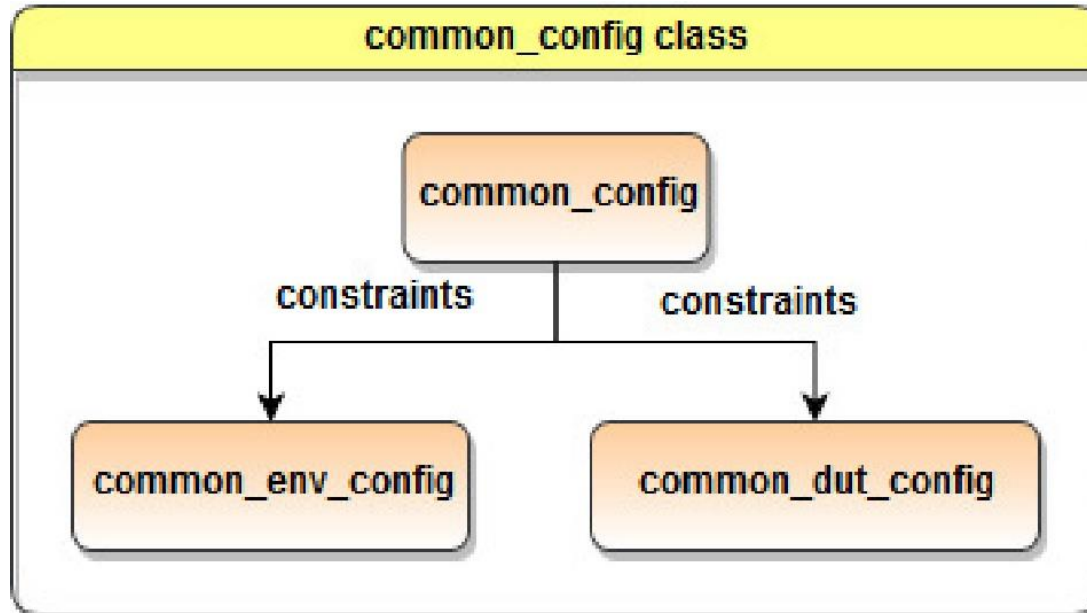 common_config class
common_config
constraints
constraints
common_env_config
common_dut_config